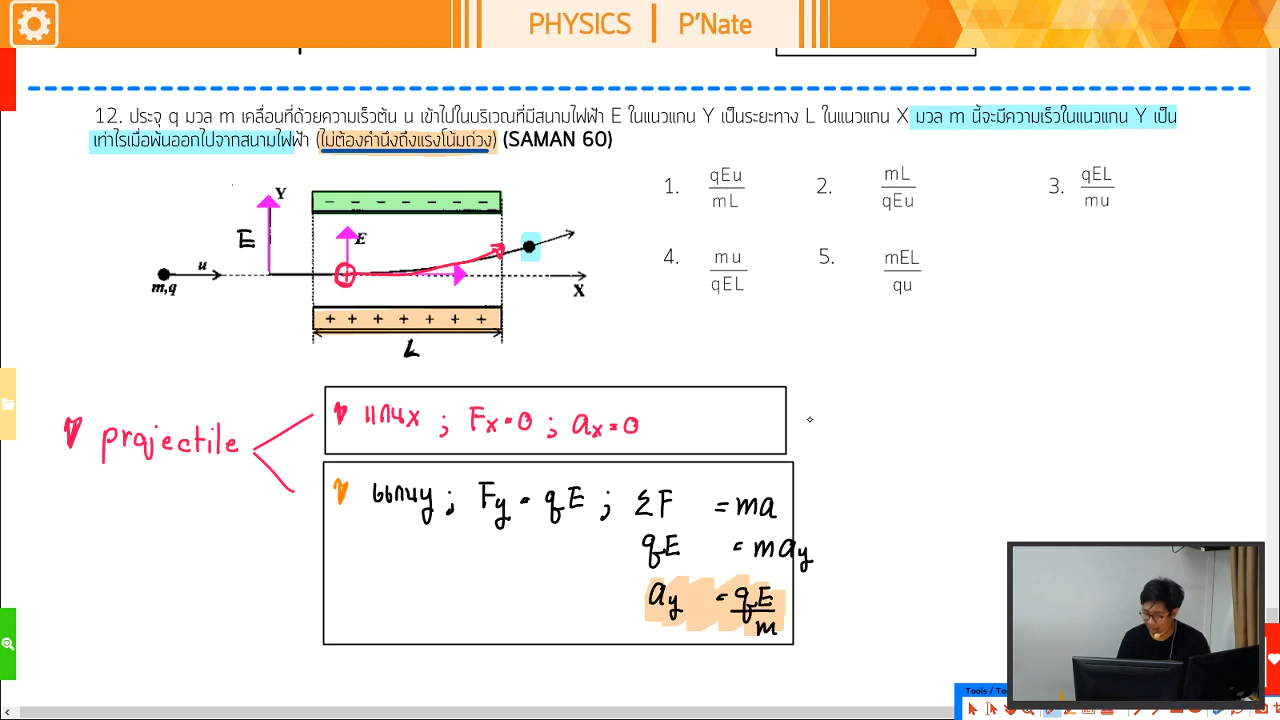 PHYSICS | P'Nate
12. ประจุ q มวล m เคลื่อนที่ด้วยความเร็วต้น u เข้าไปในบริเวณที่มีสนามไฟฟ้า E ในแนวแกน Y เป็นระยะทาง L ในแนวแกน X มวล m นี้จะมีความเร็วในแนวแกน Y เป็น
เท่าไรเมื่อพ้นออกไปจากสนามไฟฟ้า (ไม่ต้องคำนึงถึงแรงโน้มถ่วง) (SAMAN 60)
1. qEu/mL 2. mL/qEu 3. qEL/mu
4. mu/qEL 5. mEL/qu
Y
- - - - - - -
E
E
u
m,q
+
X
+ + + + + + +
L
projectile
แกนx ; Fx = 0 ; ax = 0
แกนy ; Fy = qE ; ΣF = ma
qE = may
ay = qE/m
Tools / To